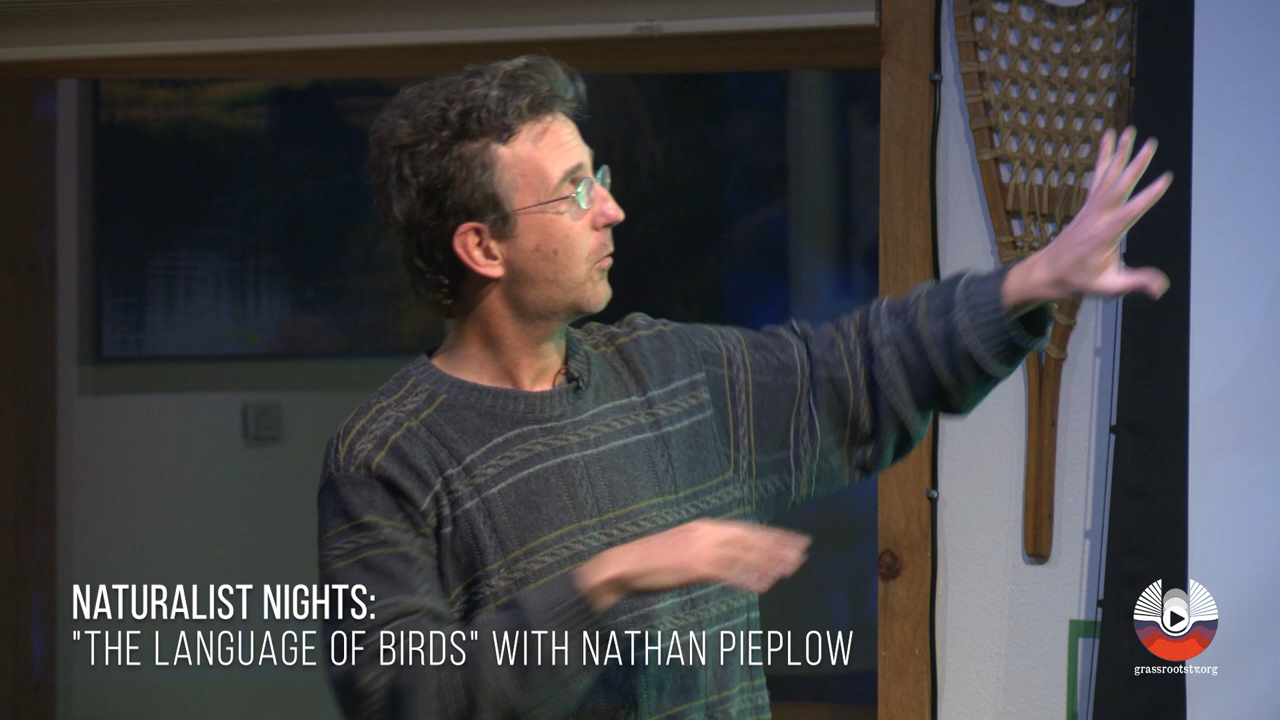 NATURALIST NIGHTS:
"THE LANGUAGE OF BIRDS" WITH NATHAN PIEPLOW
grassrootstv.org